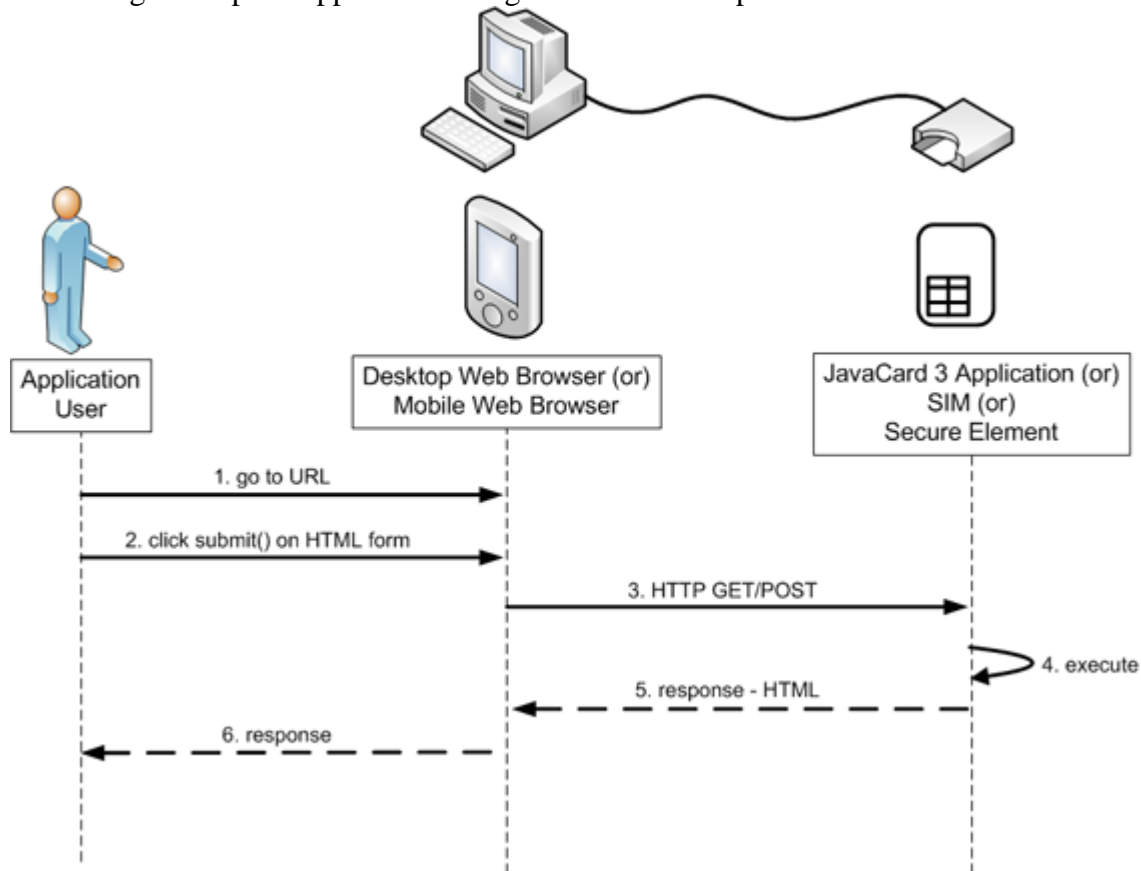 Application
User
Desktop Web Browser (or)
Mobile Web Browser
JavaCard 3 Application (or)
SIM (or)
Secure Element
1. go to URL
2. click submit() on HTML form
3. HTTP GET/POST
4. execute
5. response - HTML
6. response